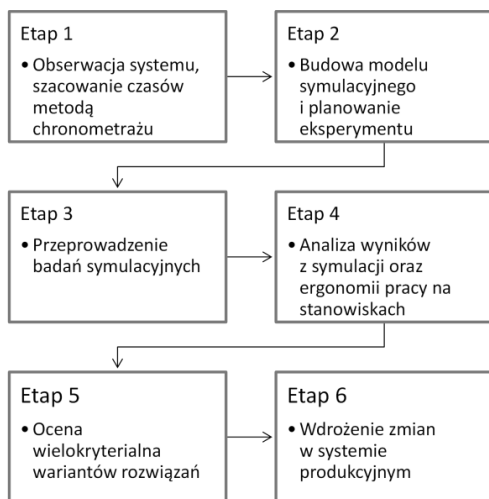 Etap 1
• Obserwacja systemu,
szacowanie czasów
metodą
chronometrażu
Etap 2
• Budowa modelu
symulacyjnego
i planowanie
eksperymentu
Etap 3
• Przeprowadzenie
badań symulacyjnych
Etap 4
• Analiza wyników
z symulacji oraz
ergonomii pracy na
stanowiskach
Etap 5
• Ocena
wielokryterialna
wariantów rozwiązań
Etap 6
• Wdrożenie zmian
w systemie
produkcyjnym